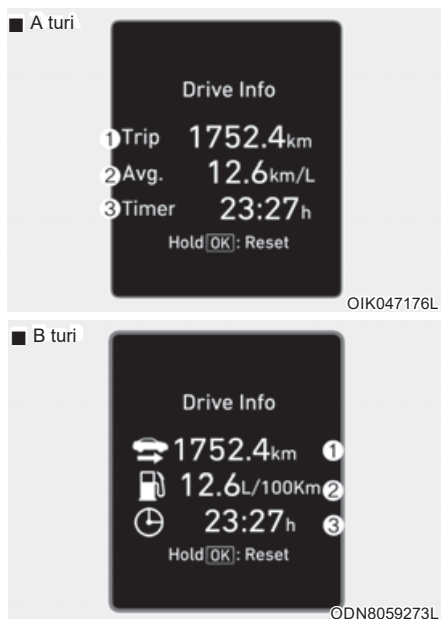 ■ A turi
Drive Info
① Trip 1752.4km
② Avg. 12.6km/L
③ Timer 23:27h
Hold OK : Reset
OIK047176L
■ B turi
Drive Info
1752.4km ①
12.6L/100Km ②
23:27h ③
Hold OK : Reset
ODN8059273L